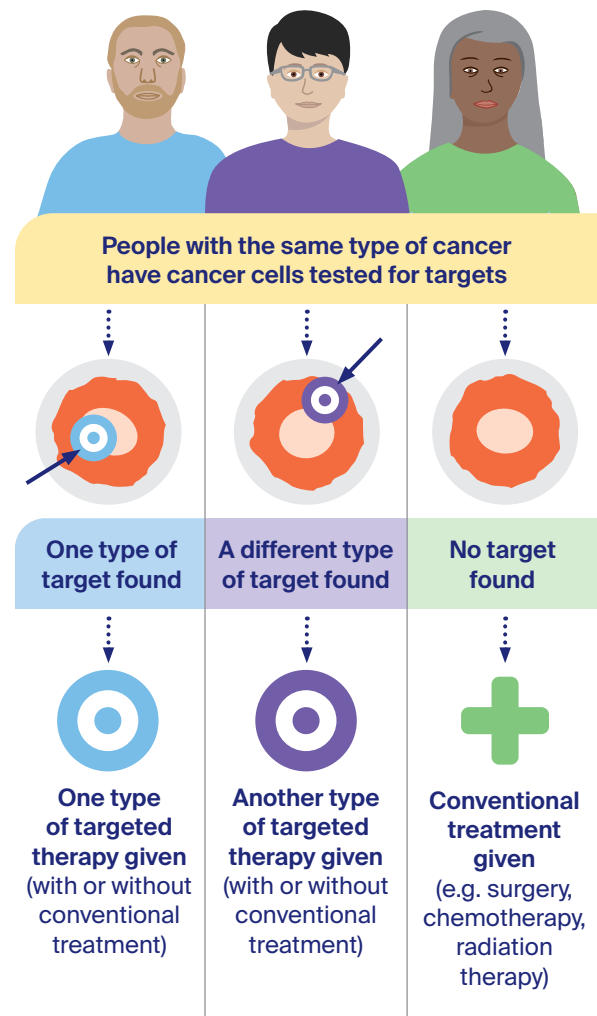 People with the same type of cancer
have cancer cells tested for targets
One type of
target found
A different type
of target found
No target
found
One type
of targeted
therapy given
(with or without
conventional
treatment)
Another type
of targeted
therapy given
(with or without
conventional
treatment)
Conventional
treatment
given
(e.g. surgery,
chemotherapy,
radiation
therapy)